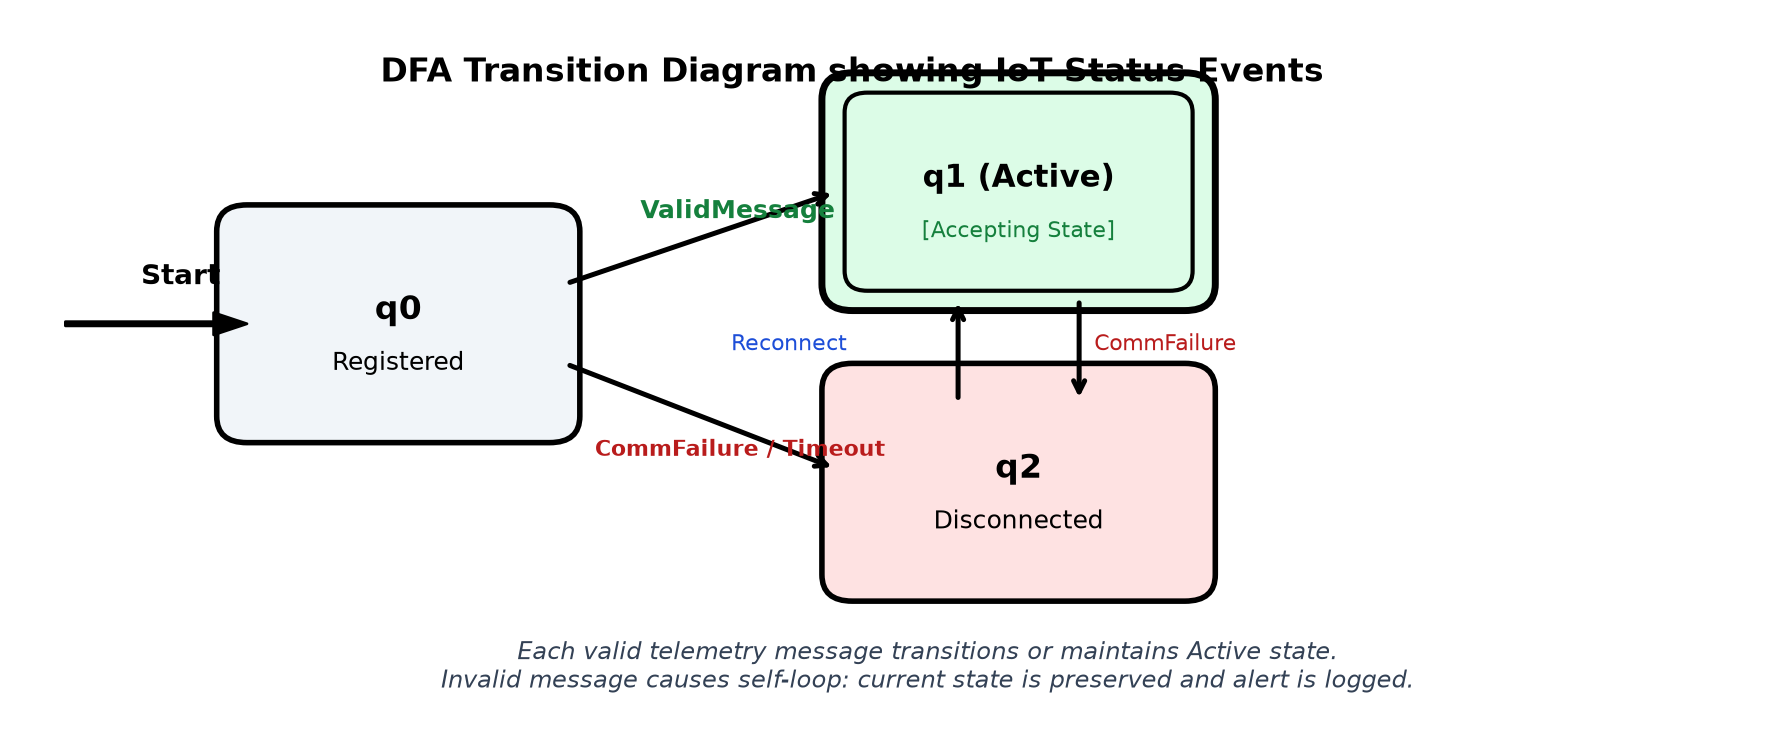 DFA Transition Diagram showing IoT Status Events
q1 (Active)
[Accepting State]
ValidMessage
Start
q0
Registered
Reconnect
CommFailure
CommFailure / Timeout
q2
Disconnected
Each valid telemetry message transitions or maintains Active state.
Invalid message causes self-loop: current state is preserved and alert is logged.